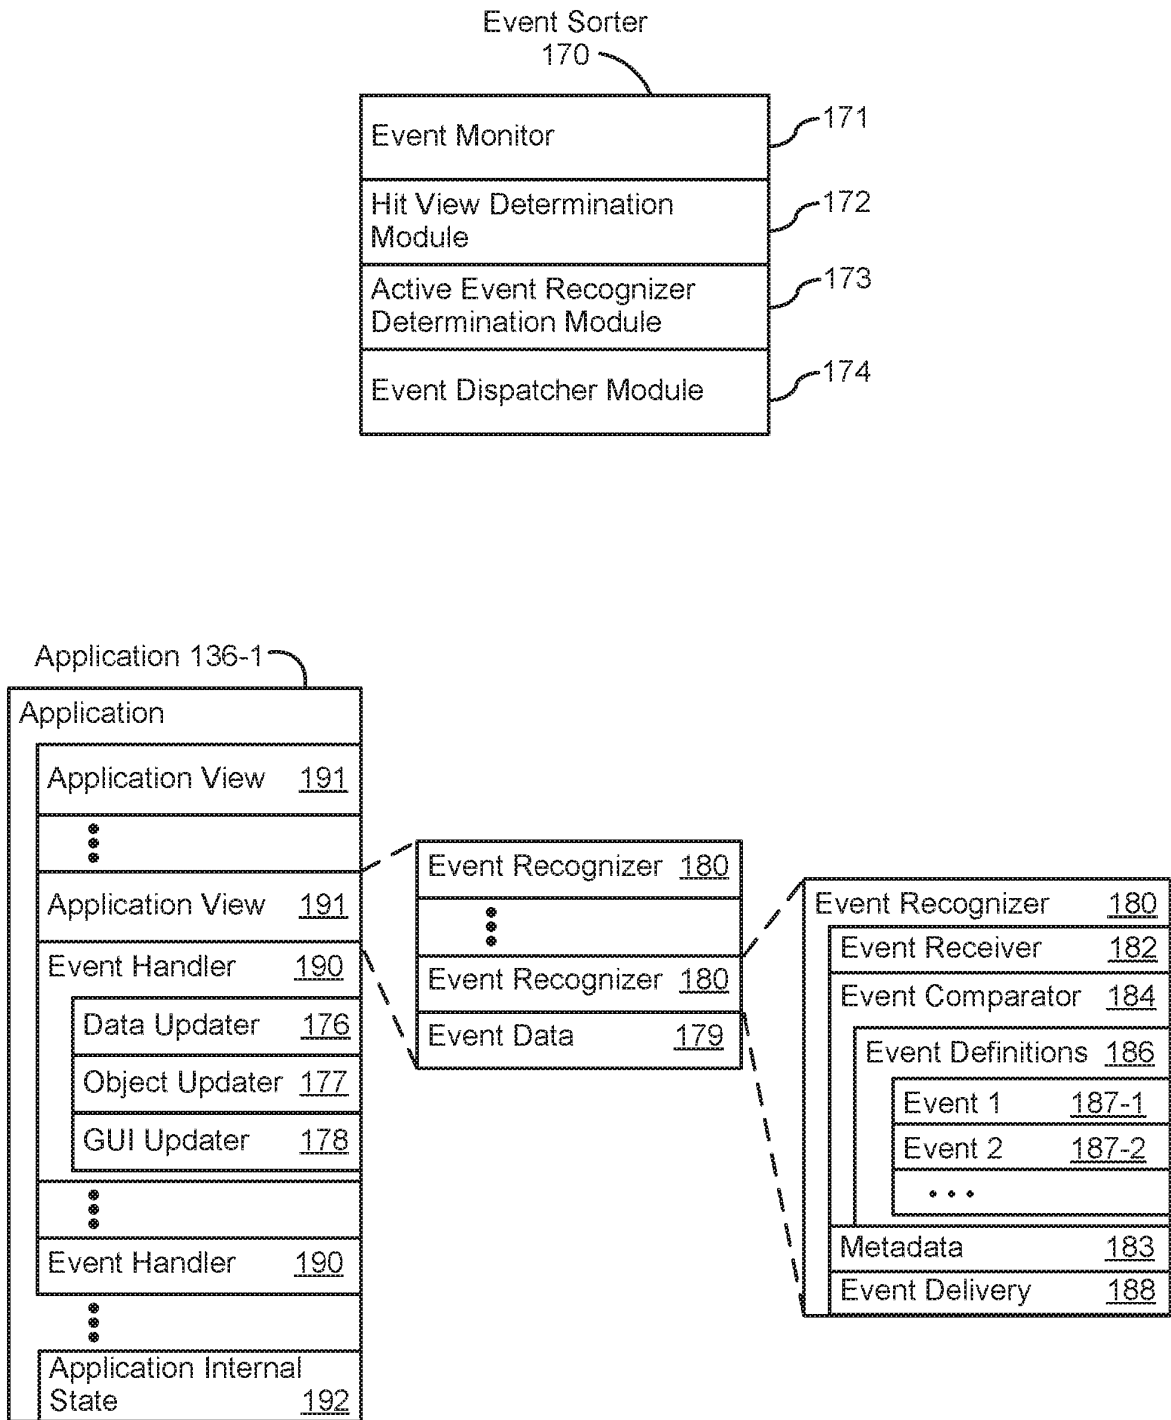 Event Sorter
170
Event Monitor
171
Hit View Determination
Module
172
Active Event Recognizer
Determination Module
173
Event Dispatcher Module
174
Application 136-1
Application
Application View 191
Application View 191
Event Handler 190
Data Updater 176
Object Updater 177
GUI Updater 178
Event Handler 190
Application Internal
State 192
Event Recognizer 180
Event Recognizer 180
Event Data 179
Event Recognizer 180
Event Receiver 182
Event Comparator 184
Event Definitions 186
Event 1 187-1
Event 2 187-2
• • •
Metadata 183
Event Delivery 188